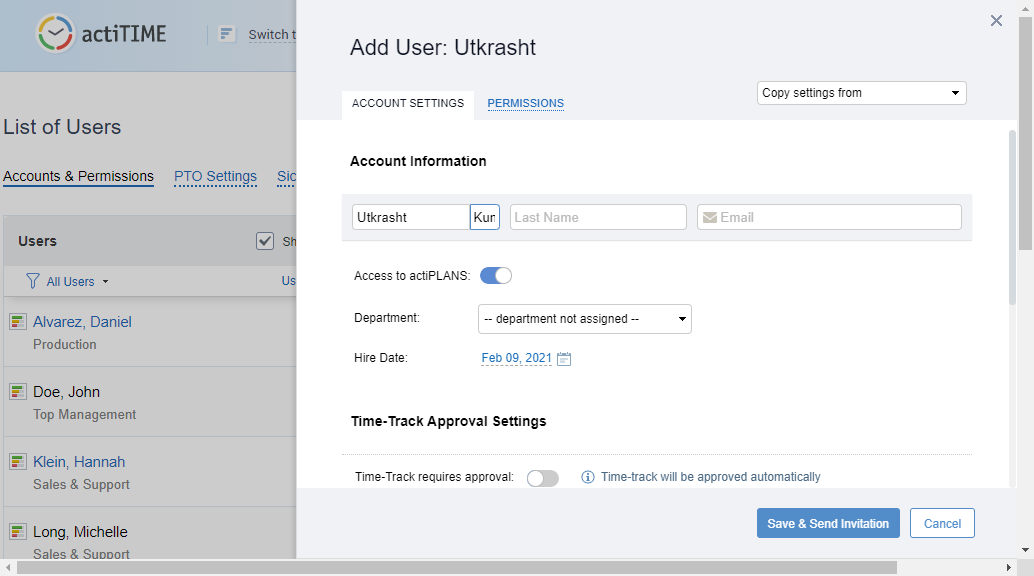 actiTIME
Switch t
List of Users
Accounts & Permissions
PTO Settings
Sic
Users
Sh
All Users
Us
Alvarez, Daniel
Production
Doe, John
Top Management
Klein, Hannah
Sales & Support
Long, Michelle
Sales & Support
Add User: Utkrasht
ACCOUNT SETTINGS
PERMISSIONS
Copy settings from
Account Information
Utkrasht
Kun
Last Name
Email
Access to actiPLANS:
Department:
-- department not assigned --
Hire Date:
Feb 09, 2021
Time-Track Approval Settings
Time-Track requires approval:
Time-track will be approved automatically
Save & Send Invitation
Cancel